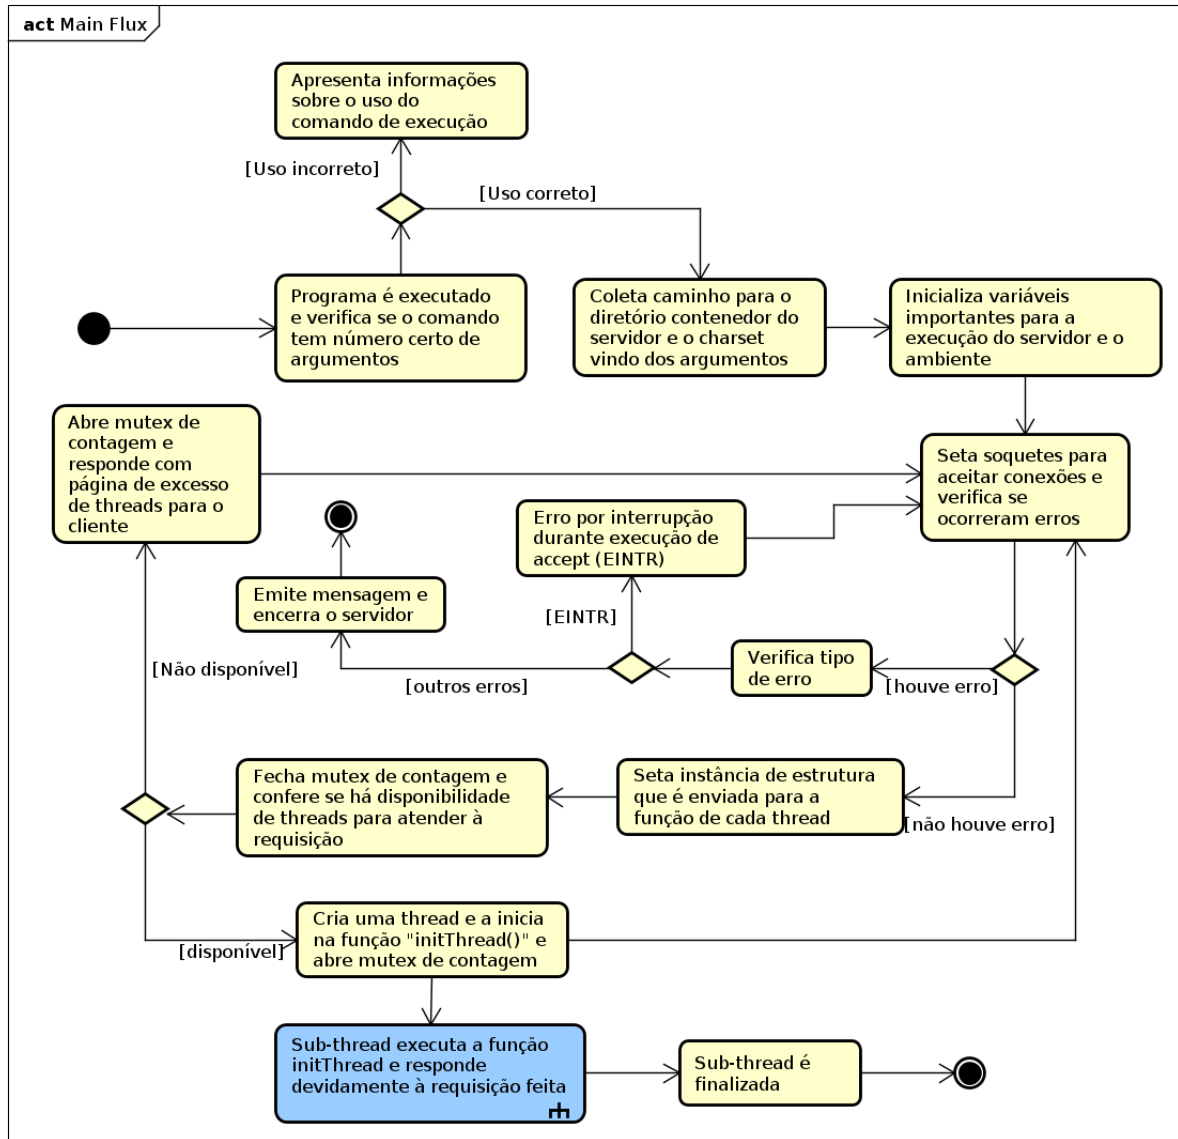 act Main Flux
Apresenta informações
sobre o uso do
comando de execução
[Uso incorreto]
[Uso correto]
Programa é executado
e verifica se o comando
tem número certo de
argumentos
Coleta caminho para o
diretório contenedor do
servidor e o charset
vindo dos argumentos
Inicializa variáveis
importantes para a
execução do servidor e o
ambiente
Abre mutex de
contagem e
responde com
página de excesso
de threads para o
cliente
Seta soquetes para
aceitar conexões e
verifica se
ocorreram erros
Erro por interrupção
durante execução de
accept (EINTR)
Emite mensagem e
encerra o servidor
[EINTR]
Verifica tipo
de erro
[Não disponível]
[outros erros]
[houve erro]
Fecha mutex de contagem e
confere se há disponibilidade
de threads para atender à
requisição
Seta instância de estrutura
que é enviada para a
função de cada thread
[não houve erro]
Cria uma thread e a inicia
na função "initThread()" e
abre mutex de contagem
[disponível]
Sub-thread executa a função
initThread e responde
devidamente à requisição feita
Sub-thread é
finalizada